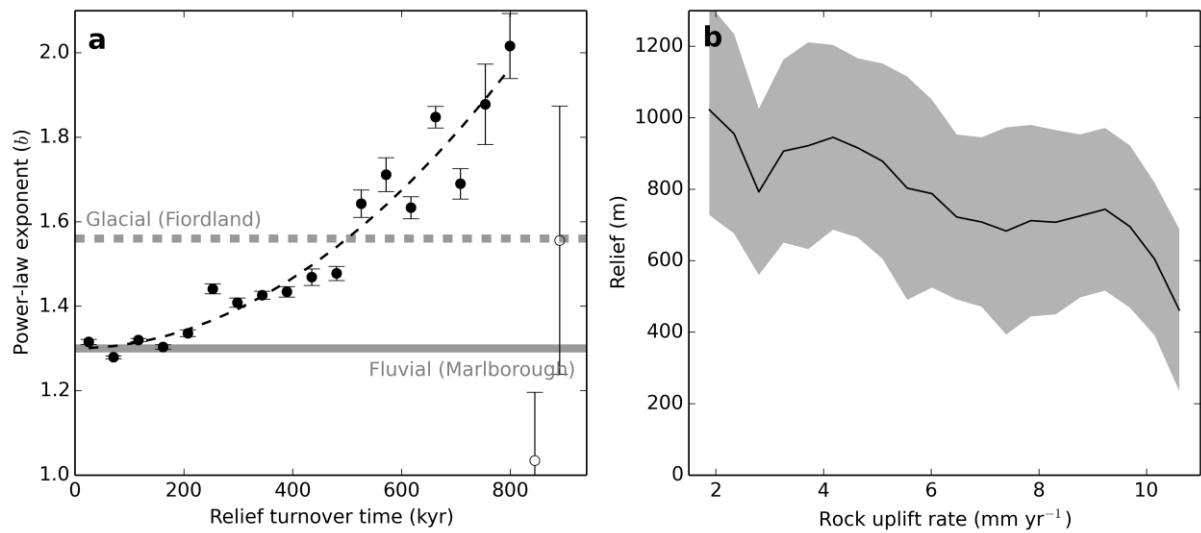 a
2.0
1.8
1.6
1.4
1.2
1.0
Power-law exponent (b)
Glacial (Fiordland)
Fluvial (Marlborough)
0 200 400 600 800
Relief turnover time (kyr)
b
1200
1000
800
600
400
200
0
Relief (m)
2 4 6 8 10
Rock uplift rate (mm yr⁻¹)